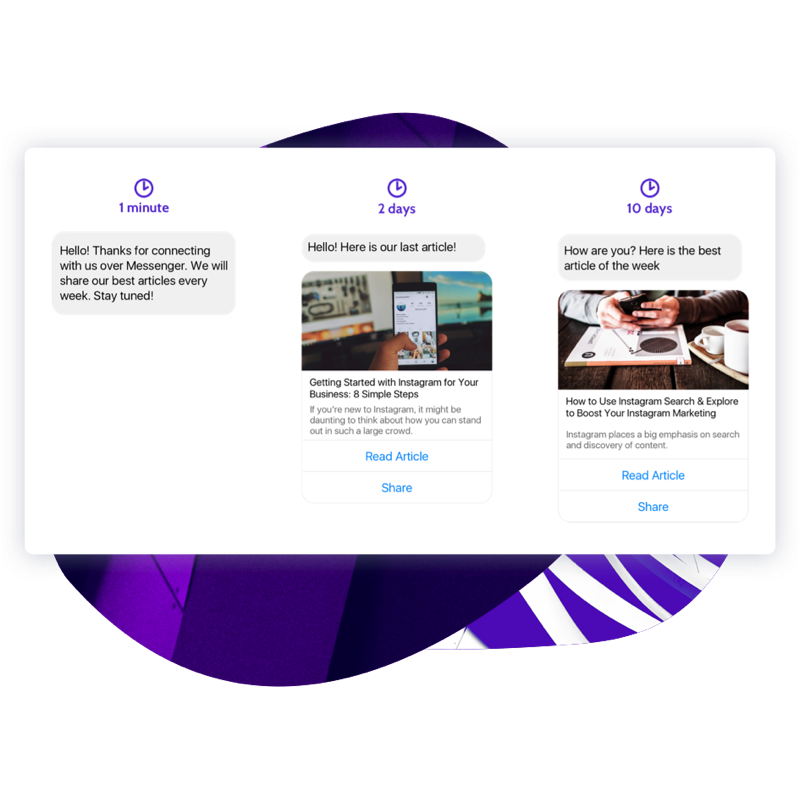 1 minute
Hello! Thanks for connecting
with us over Messenger. We will
share our best articles every
week. Stay tuned!
2 days
Hello! Here is our last article!
Getting Started with Instagram for Your
Business: 8 Simple Steps
If you're new to Instagram, it might be
daunting to think about how you can stand
out in such a large crowd.
Read Article
Share
10 days
How are you? Here is the best
article of the week
How to Use Instagram Search & Explore
to Boost Your Instagram Marketing
Instagram places a big emphasis on search
and discovery of content.
Read Article
Share